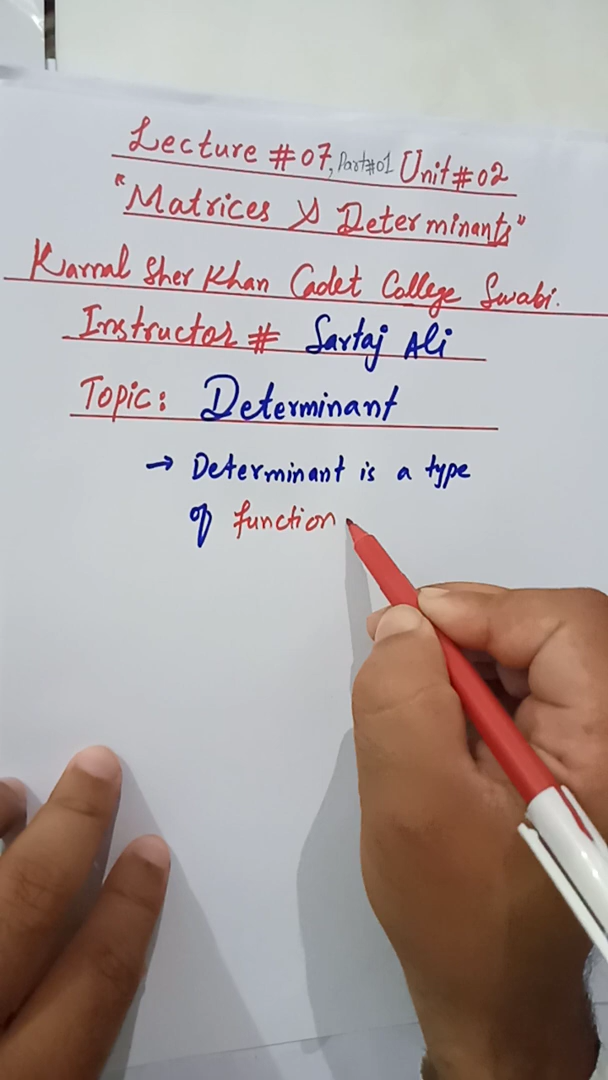 Lecture #07, Part#01 Unit#02
"Matrices & Determinants"
Karnal Sher Khan Cadet College Swabi.
Instructor # Sartaj Ali
Topic: Determinant
→ Determinant is a type
of function